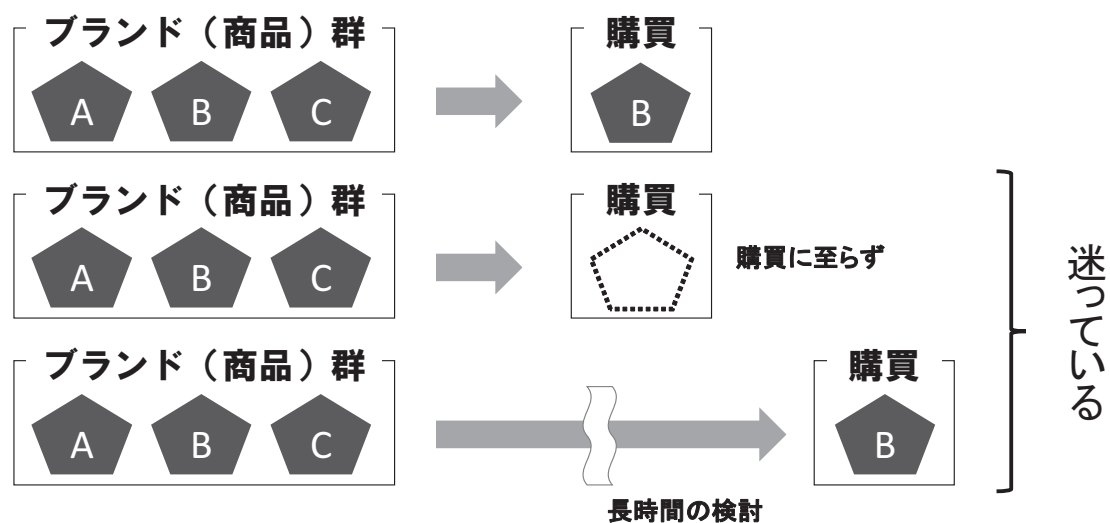 ブランド（商品）群
購買
A B C
B
ブランド（商品）群
購買
A B C
購買に至らず
ブランド（商品）群
購買
A B C
B
長時間の検討
迷っている